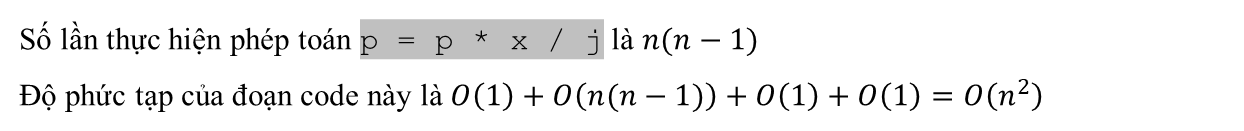 Số lần thực hiện phép toán p = p * x / j là n(n − 1)
Độ phức tạp của đoạn code này là O(1) + O(n(n − 1)) + O(1) + O(1) = O(n²)